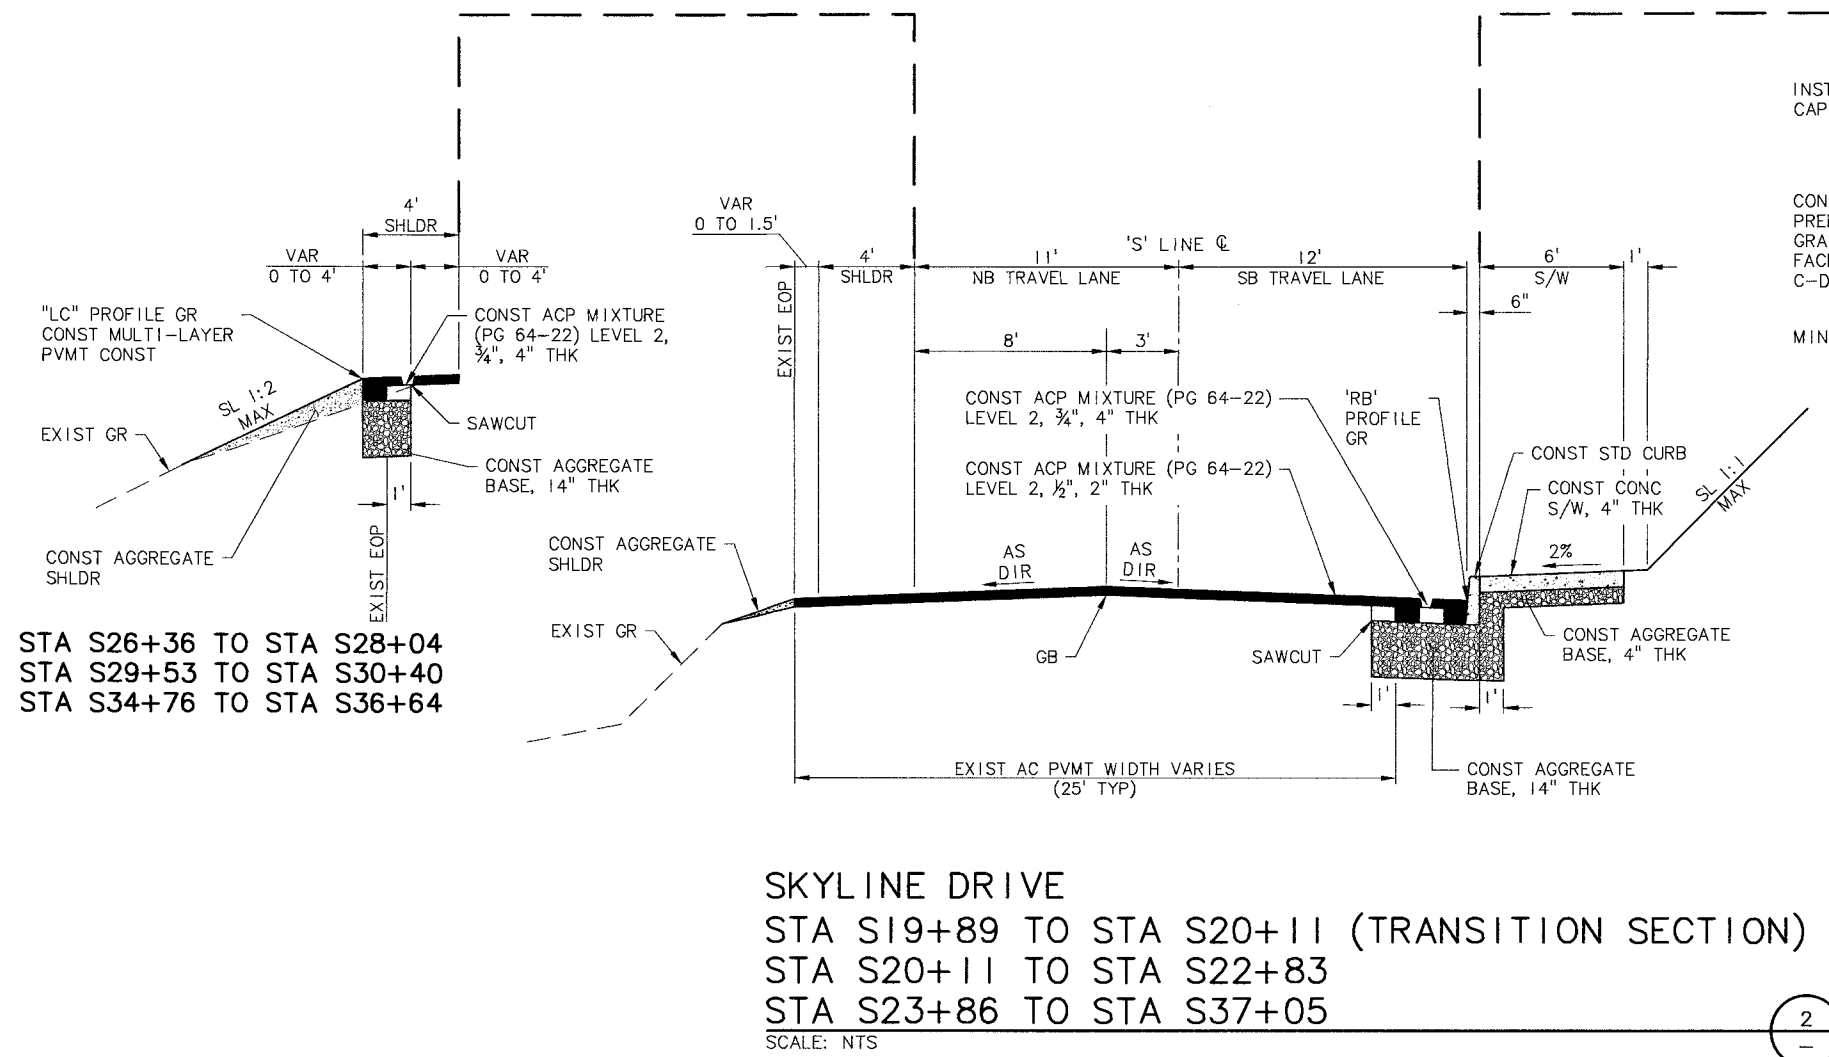 4'
SHLDR
VAR
0 TO 4'
VAR
0 TO 4'
"LC" PROFILE GR
CONST MULTI-LAYER
PVMT CONST
CONST ACP MIXTURE
(PG 64-22) LEVEL 2,
¾", 4" THK
SL 1:2
MAX
EXIST GR
SAWCUT
CONST AGGREGATE
BASE, 14" THK
1'
CONST AGGREGATE
SHLDR
EXIST EOP
STA S26+36 TO STA S28+04
STA S29+53 TO STA S30+40
STA S34+76 TO STA S36+64
VAR
0 TO 1.5'
'S' LINE ℄
4'
SHLDR
11'
NB TRAVEL LANE
12'
SB TRAVEL LANE
6'
S/W
1'
6"
EXIST EOP
8'
3'
CONST ACP MIXTURE (PG 64-22)
LEVEL 2, ¾", 4" THK
'RB'
PROFILE
GR
CONST ACP MIXTURE (PG 64-22)
LEVEL 2, ½", 2" THK
CONST STD CURB
CONST CONC
S/W, 4" THK
SL 1:1
MAX
2%
CONST AGGREGATE
SHLDR
AS
DIR
AS
DIR
EXIST GR
GB
SAWCUT
CONST AGGREGATE
BASE, 4" THK
1'
1'
EXIST AC PVMT WIDTH VARIES
(25' TYP)
CONST AGGREGATE
BASE, 14" THK
INST
CAP
CON
PRE
GRA
FAC
C-D
MIN
SKYLINE DRIVE
STA S19+89 TO STA S20+11 (TRANSITION SECTION)
STA S20+11 TO STA S22+83
STA S23+86 TO STA S37+05
SCALE: NTS
2
–